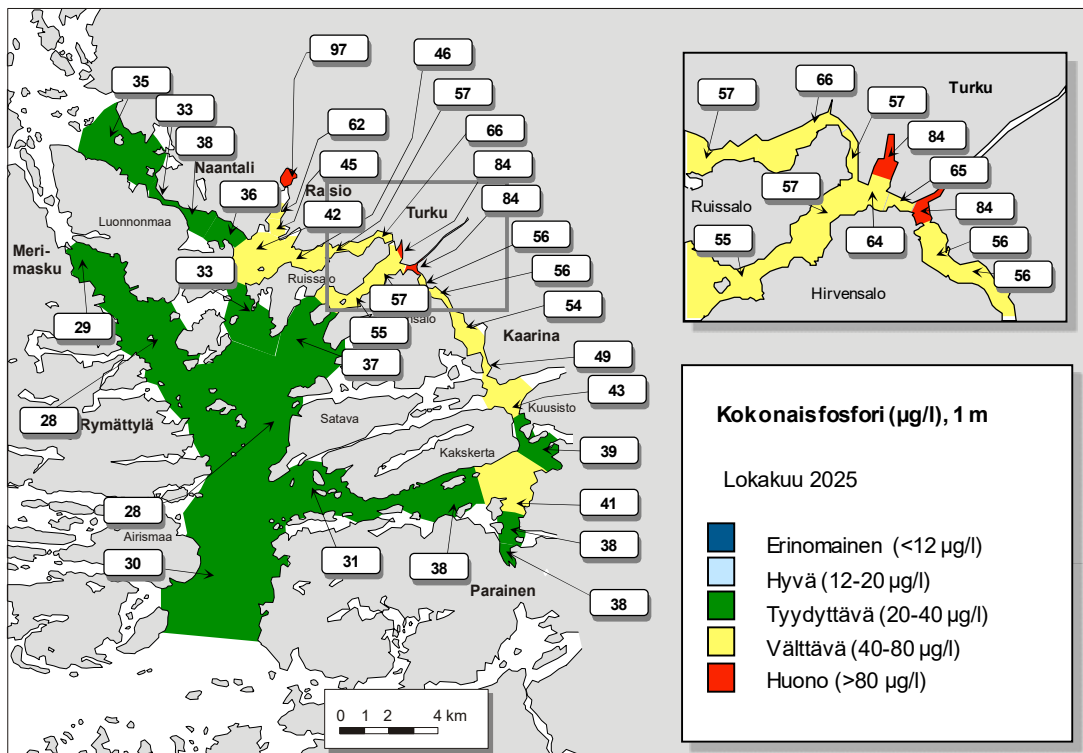 97
46
35
57
33
62
66
38
Naantali
45
84
36
Raisio
42
Turku
84
Luonnonmaa
56
Meri-
masku
33
Ruissalo
56
57
nsalo
54
29
55
Kaarina
37
49
28
Rymättylä
Satava
43
Kuusisto
Kakskerta
39
28
41
Airismaa
30
31
38
38
Parainen
38
0 1 2 4 km
66
57
57
Turku
84
65
57
Ruissalo
84
55
64
56
56
Hirvensalo
Kokonaisfosfori (µg/l), 1 m
Lokakuu 2025
Erinomainen (<12 µg/l)
Hyvä (12-20 µg/l)
Tyydyttävä (20-40 µg/l)
Välttävä (40-80 µg/l)
Huono (>80 µg/l)